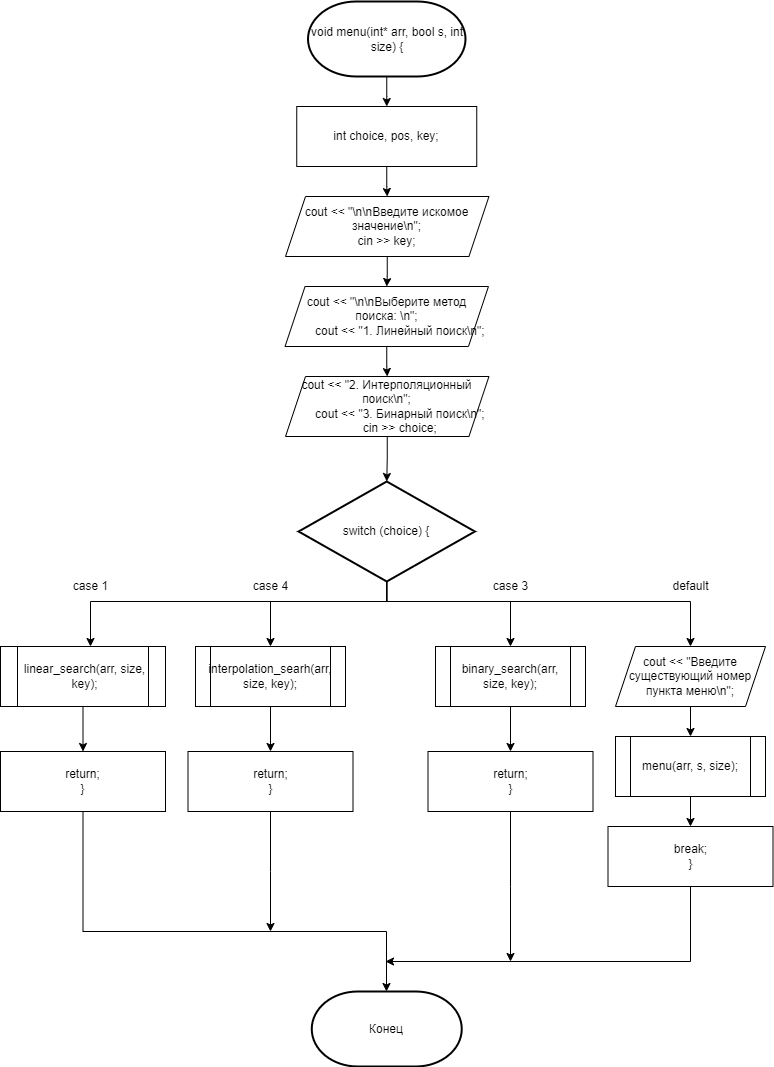 void menu(int* arr, bool s, int
size) {
int choice, pos, key;
cout << "\n\nВведите искомое
значение\n";
cin >> key;
cout << "\n\nВыберите метод
поиска: \n";
cout << "1. Линейный поиск\n";
cout << "2. Интерполяционный
поиск\n";
cout << "3. Бинарный поиск\n";
cin >> choice;
switch (choice) {
case 1
case 4
case 3
default
linear_search(arr, size,
key);
interpolation_searh(arr,
size, key);
binary_search(arr,
size, key);
cout << "Введите
существующий номер
пункта меню\n";
return;
}
return;
}
return;
}
menu(arr, s, size);
break;
}
Конец